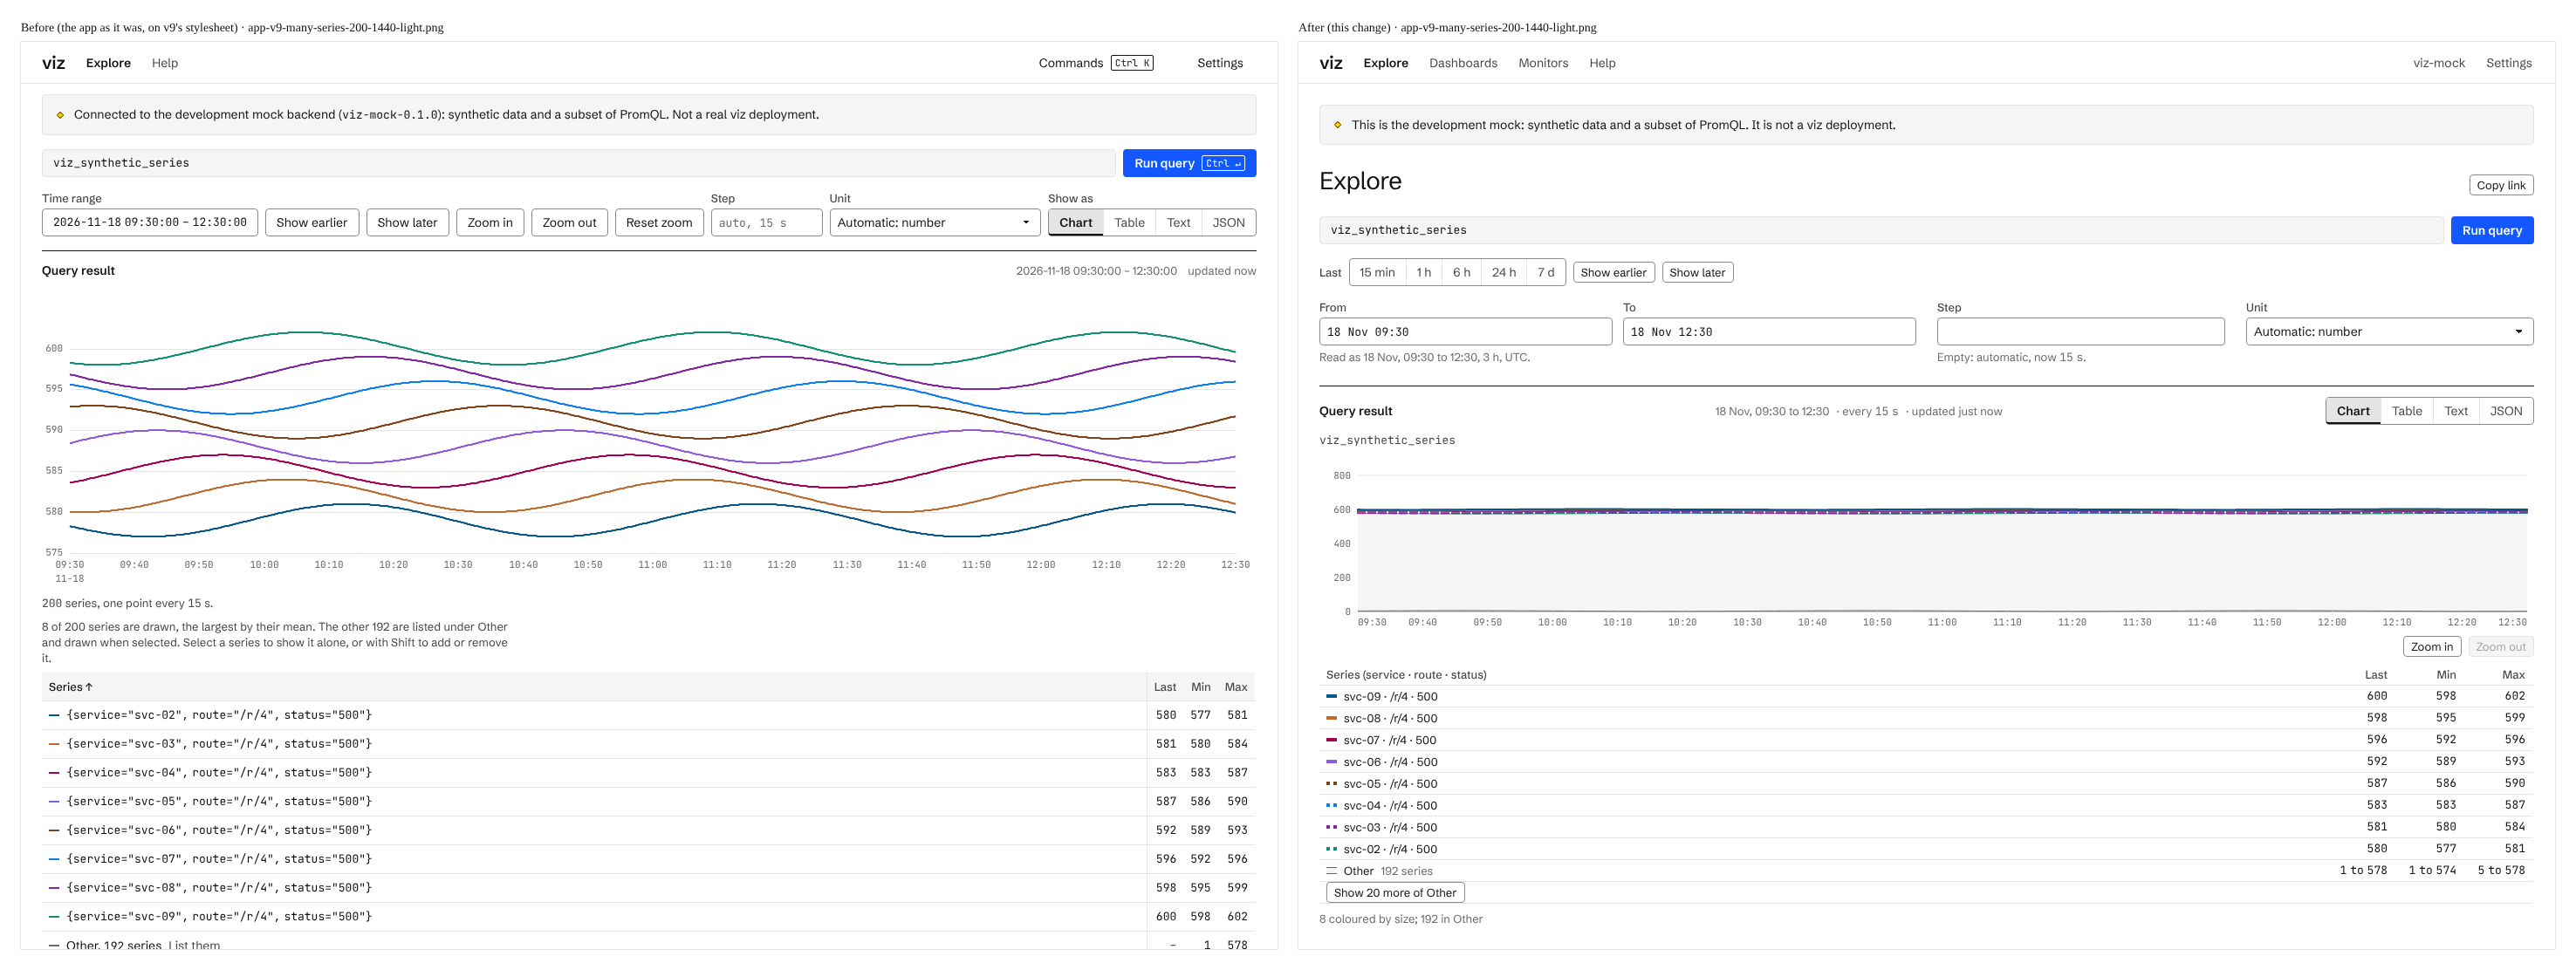 Before (the app as it was, on v9's stylesheet) · app-v9-many-series-200-1440-light.png
viz Explore Help Commands Ctrl K Settings
Connected to the development mock backend (viz-mock-0.1.0): synthetic data and a subset of PromQL. Not a real viz deployment.
viz_synthetic_series Run query Ctrl ↵
Time range Step Unit Show as
2026-11-18 09:30:00 – 12:30:00 Show earlier Show later Zoom in Zoom out Reset zoom auto, 15 s Automatic: number Chart Table Text JSON
Query result 2026-11-18 09:30:00 – 12:30:00 updated now
600
595
590
585
580
575
09:30 09:40 09:50 10:00 10:10 10:20 10:30 10:40 10:50 11:00 11:10 11:20 11:30 11:40 11:50 12:00 12:10 12:20 12:30
11-18
200 series, one point every 15 s.
8 of 200 series are drawn, the largest by their mean. The other 192 are listed under Other
and drawn when selected. Select a series to show it alone, or with Shift to add or remove
it.
Series ↑ Last Min Max
{service="svc-02", route="/r/4", status="500"} 580 577 581
{service="svc-03", route="/r/4", status="500"} 581 580 584
{service="svc-04", route="/r/4", status="500"} 583 583 587
{service="svc-05", route="/r/4", status="500"} 587 586 590
{service="svc-06", route="/r/4", status="500"} 592 589 593
{service="svc-07", route="/r/4", status="500"} 596 592 596
{service="svc-08", route="/r/4", status="500"} 598 595 599
{service="svc-09", route="/r/4", status="500"} 600 598 602
Other, 192 series List them – 1 578
After (this change) · app-v9-many-series-200-1440-light.png
viz Explore Dashboards Monitors Help viz-mock Settings
This is the development mock: synthetic data and a subset of PromQL. It is not a viz deployment.
Explore Copy link
viz_synthetic_series Run query
Last 15 min 1 h 6 h 24 h 7 d Show earlier Show later
From To Step Unit
18 Nov 09:30 18 Nov 12:30 Automatic: number
Read as 18 Nov, 09:30 to 12:30, 3 h, UTC. Empty: automatic, now 15 s.
Query result 18 Nov, 09:30 to 12:30 · every 15 s · updated just now Chart Table Text JSON
viz_synthetic_series
800
600
400
200
0
09:30 09:40 09:50 10:00 10:10 10:20 10:30 10:40 10:50 11:00 11:10 11:20 11:30 11:40 11:50 12:00 12:10 12:20 12:30
Zoom in Zoom out
Series (service · route · status) Last Min Max
svc-09 · /r/4 · 500 600 598 602
svc-08 · /r/4 · 500 598 595 599
svc-07 · /r/4 · 500 596 592 596
svc-06 · /r/4 · 500 592 589 593
svc-05 · /r/4 · 500 587 586 590
svc-04 · /r/4 · 500 583 583 587
svc-03 · /r/4 · 500 581 580 584
svc-02 · /r/4 · 500 580 577 581
Other 192 series 1 to 578 1 to 574 5 to 578
Show 20 more of Other
8 coloured by size; 192 in Other